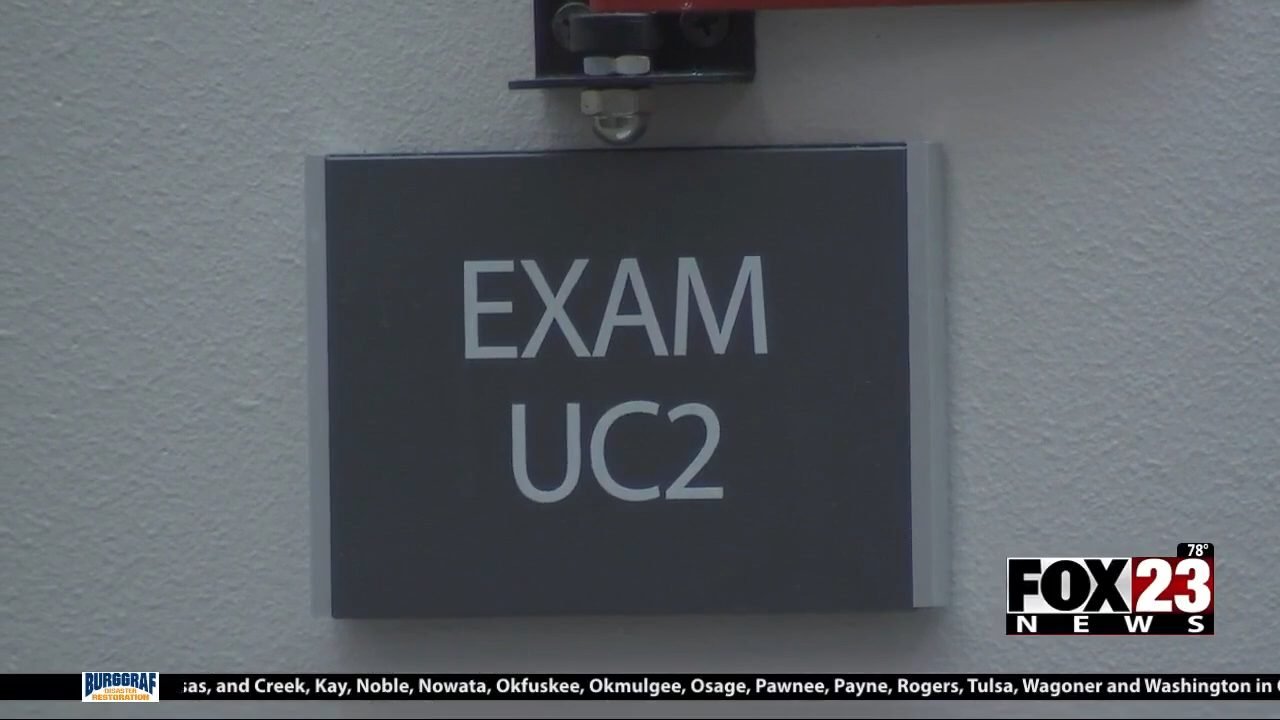 EXAM
UC2
78°
FOX 23
NEWS
BURGGRAF
DISASTER
RESTORATION
and Creek, Kay, Noble, Nowata, Okfuskee, Okmulgee, Osage, Pawnee, Payne, Rogers, Tulsa, Wagoner and Washington in